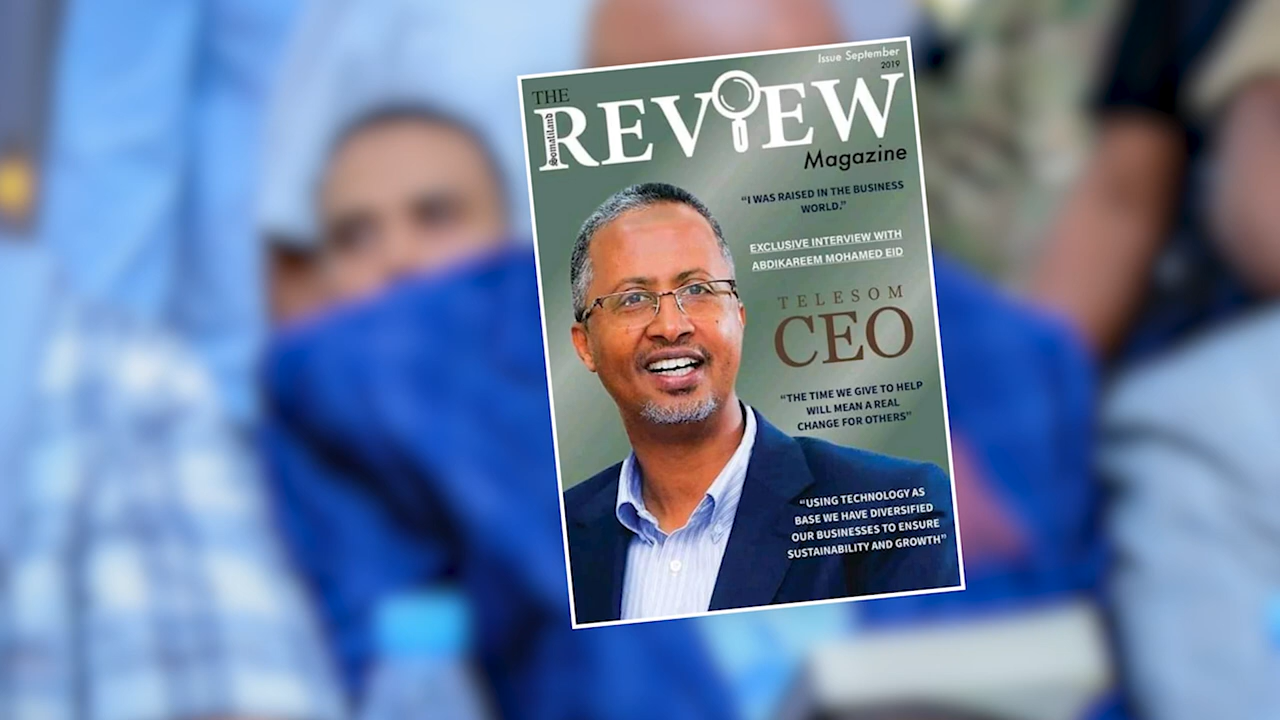 Issue September
2019
THE
Somaliland
REVIEW
Magazine
“I WAS RAISED IN THE BUSINESS
WORLD.”
EXCLUSIVE INTERVIEW WITH
ABDIKAREEM MOHAMED EID
TELESOM
CEO
“THE TIME WE GIVE TO HELP
WILL MEAN A REAL
CHANGE FOR OTHERS”
“USING TECHNOLOGY AS
BASE WE HAVE DIVERSIFIED
OUR BUSINESSES TO ENSURE
SUSTAINABILITY AND GROWTH”